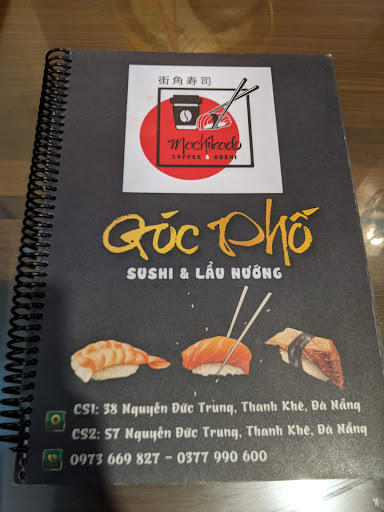 街角寿司
Machikado
COFFEE & SUSHI
Góc Phố
SUSHI & LẨU NƯỚNG
CS1: 38 Nguyễn Đức Trung, Thanh Khê, Đà Nẵng
CS2: 57 Nguyễn Đức Trung, Thanh Khê, Đà Nẵng
0973 669 827 - 0377 990 600